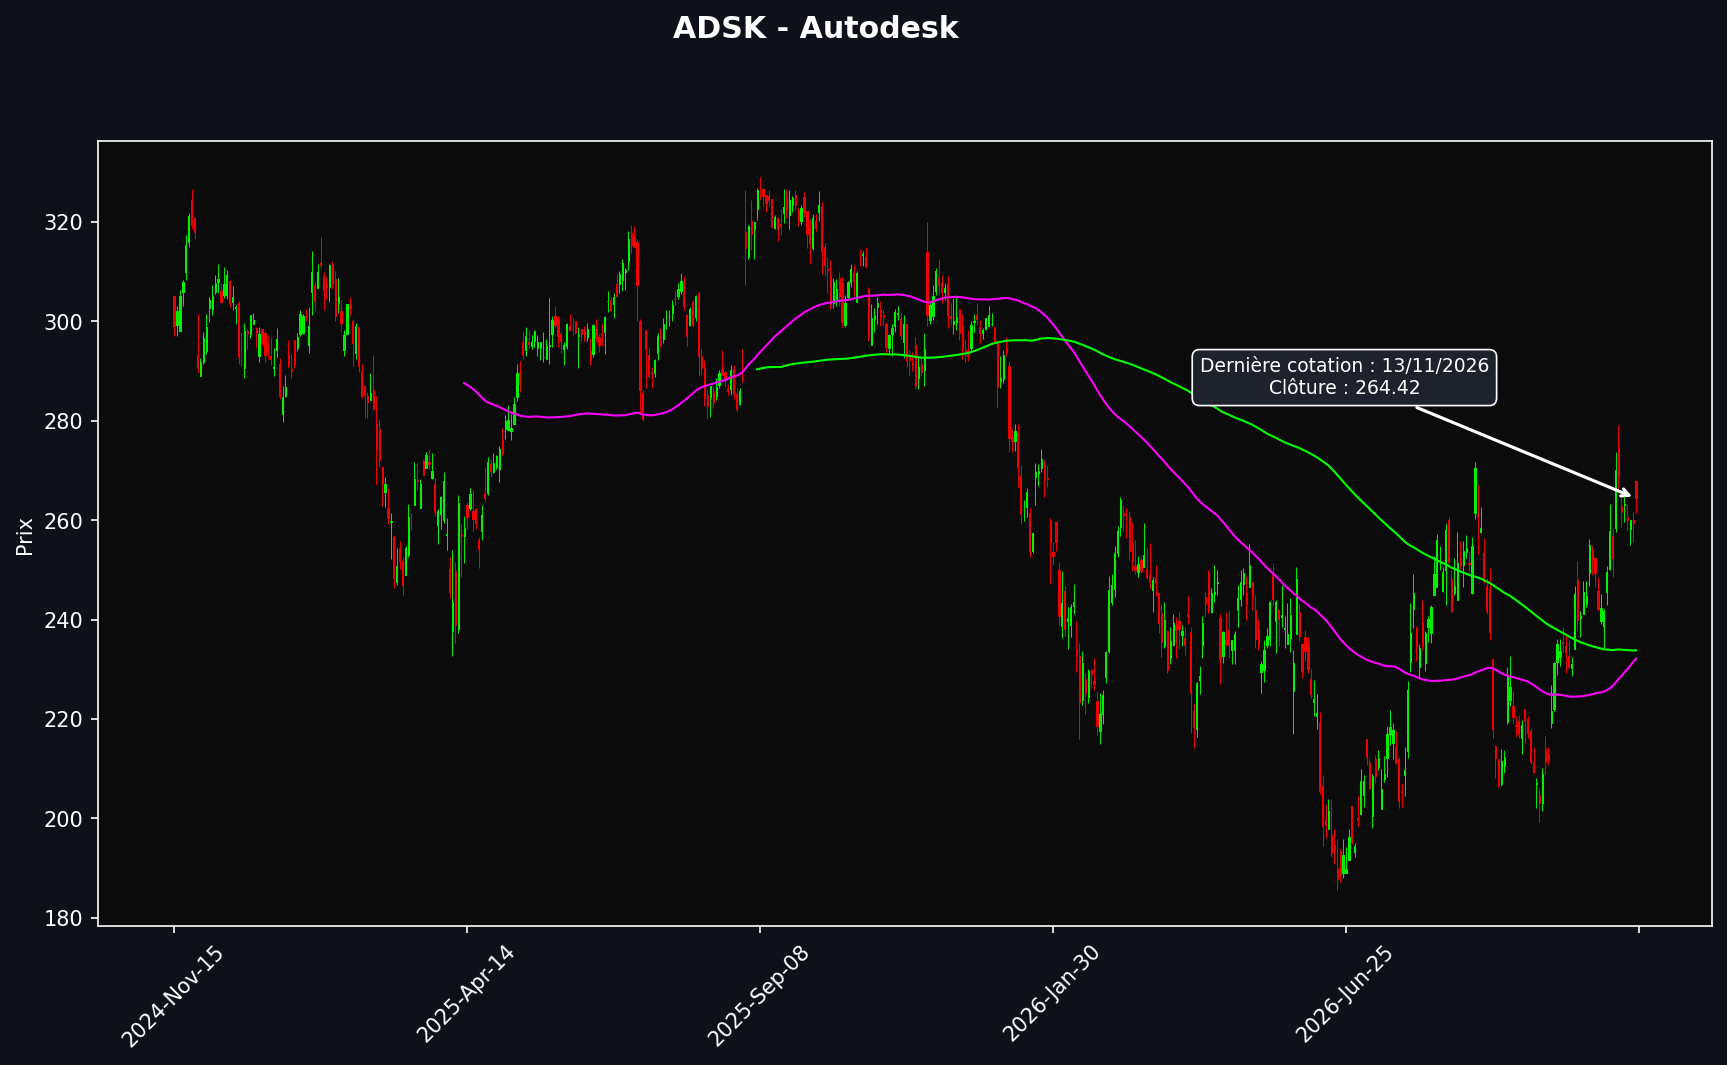 ADSK - Autodesk
Prix
320
300
280
260
240
220
200
180
Dernière cotation : 13/11/2026
Clôture : 264.42
2024-Nov-15
2025-Apr-14
2025-Sep-08
2026-Jan-30
2026-Jun-25